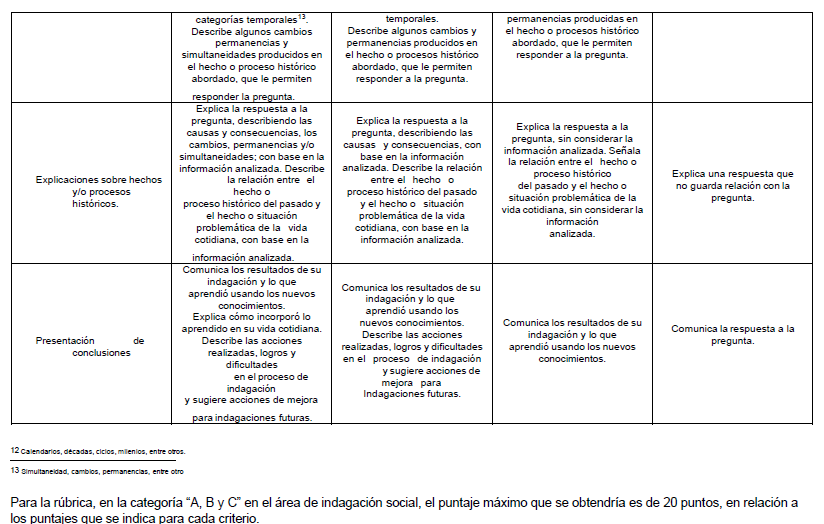 categorías temporales13.
Describe algunos cambios
permanencias y
simultaneidades producidos en
el hecho o proceso histórico
abordado, que le permiten
responder la pregunta.
temporales.
Describe algunos cambios y
permanencias producidos en
el hecho o procesos histórico
abordado, que le permiten
responder a la pregunta.
permanencias producidas en
el hecho o procesos histórico
abordado, que le permiten
responder a la pregunta.
Explicaciones sobre hechos
y/o procesos
históricos.
Explica la respuesta a la
pregunta, describiendo las
causas y consecuencias, los
cambios, permanencias y/o
simultaneidades; con base en la
información analizada. Describe
la relación entre el
hecho o
proceso histórico del pasado y
el hecho o situación
problemática de la vida
cotidiana, con base en la
información analizada.
Explica la respuesta a la
pregunta, describiendo las
causas y consecuencias, con
base en la información
analizada. Describe la relación
entre el hecho o
proceso histórico del pasado
y el hecho o situación
problemática de la vida
cotidiana, con base en la
información analizada.
Explica la respuesta a la
pregunta, sin considerar la
información analizada. Señala
la relación entre el hecho o
proceso histórico
del pasado y el hecho o
situación problemática de la
vida cotidiana, sin considerar la
información
analizada.
Explica una respuesta que
no guarda relación con la
pregunta.
Presentación de
conclusiones
Comunica los resultados de su
indagación y lo que
aprendió usando los nuevos
conocimientos.
Explica cómo incorporó lo
aprendido en su vida cotidiana.
Describe las acciones
realizadas, logros y
dificultades
en el proceso de
indagación
y sugiere acciones de mejora
para indagaciones futuras.
Comunica los resultados de su
indagación y lo que
aprendió usando los
nuevos conocimientos.
Describe las acciones
realizadas, logros y dificultades
en el proceso de indagación
y sugiere acciones de
mejora para
Indagaciones futuras.
Comunica los resultados de su
indagación y lo que
aprendió usando los nuevos
conocimientos.
Comunica la respuesta a la
pregunta.
12 Calendarios, décadas, ciclos, milenios, entre otros.
13 Simultaneidad, cambios, permanencias, entre otro
Para la rúbrica, en la categoría “A, B y C” en el área de indagación social, el puntaje máximo que se obtendría es de 20 puntos, en relación a
los puntajes que se indica para cada criterio.